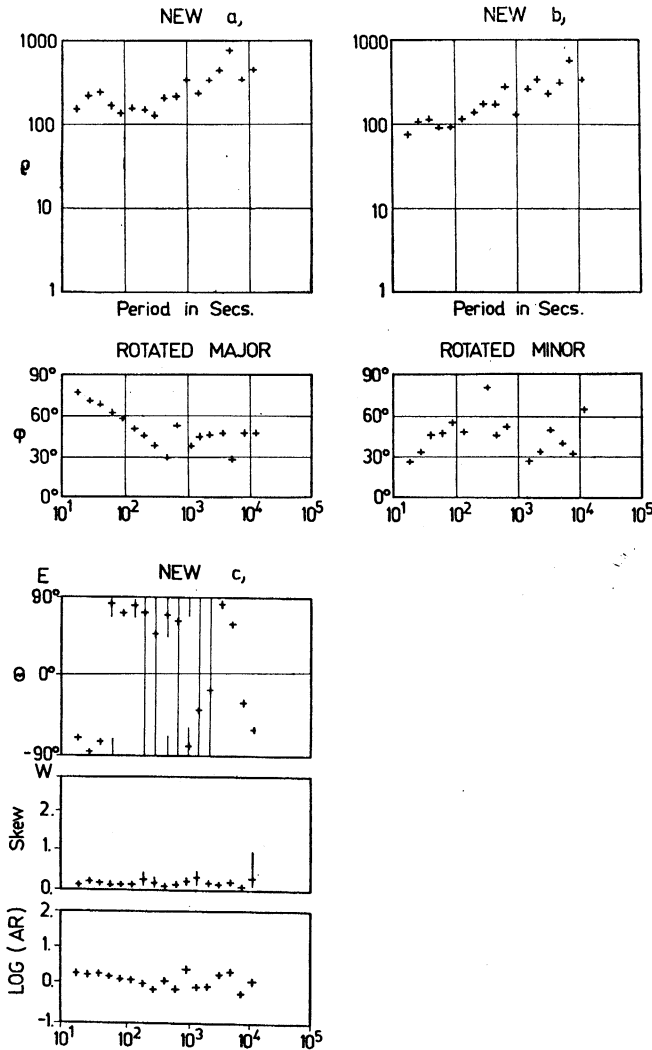 NEW a,
1000
100
10
1
ρ
Period in Secs.
NEW b,
1000
100
10
1
Period in Secs.
ROTATED MAJOR
90°
60°
30°
0°
Φ
10¹ 10² 10³ 10⁴ 10⁵
ROTATED MINOR
90°
60°
30°
0°
10¹ 10² 10³ 10⁴ 10⁵
E NEW c,
90°
Θ 0°
-90°
W
2.
Skew 1.
0.
2.
LOG (AR) 1.
0.
-1.
10¹ 10² 10³ 10⁴ 10⁵